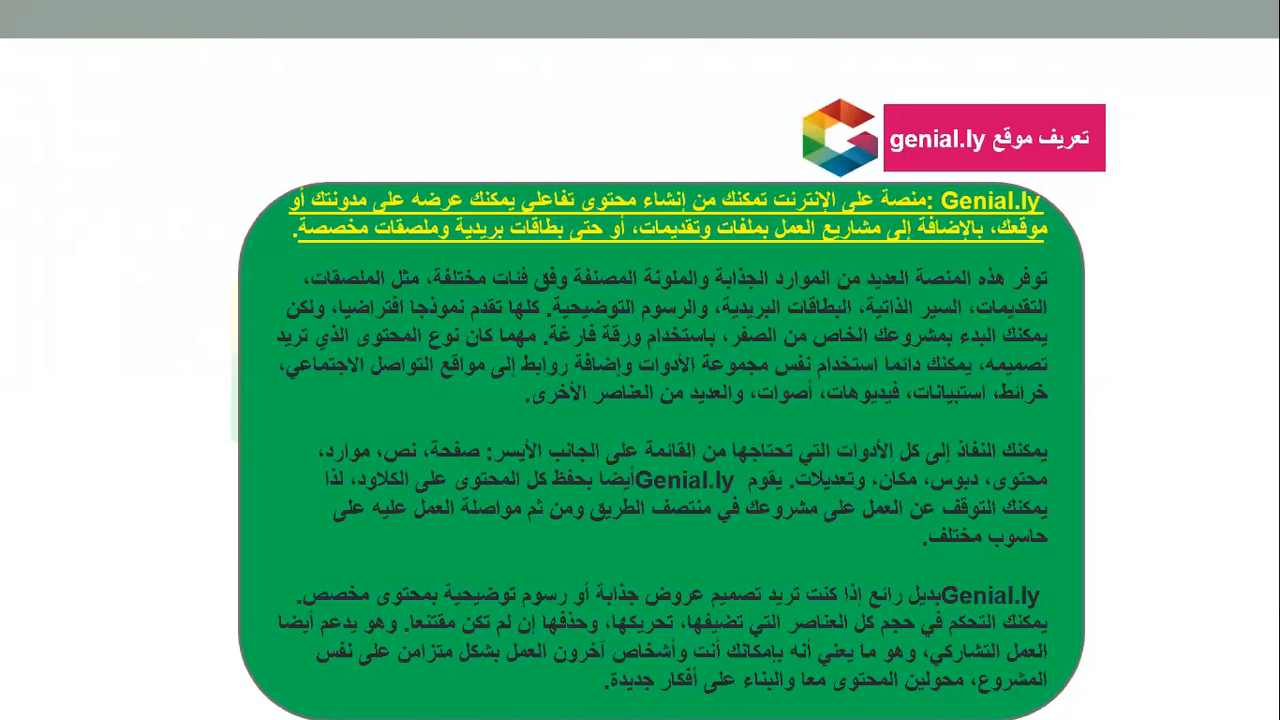 تعريف موقع genial.ly
Genial.ly :منصة على الإنترنت تمكنك من إنشاء محتوى تفاعلي يمكنك عرضه على مدونتك أو
موقعك، بالإضافة إلى مشاريع العمل بملفات وتقديمات، أو حتى بطاقات بريدية وملصقات مخصصة.
توفر هذه المنصة العديد من الموارد الجذابة والملونة المصنفة وفق فئات مختلفة، مثل الملصقات،
التقديمات، السير الذاتية، البطاقات البريدية، والرسوم التوضيحية. كلها تقدم نموذجا افتراضيا، ولكن
يمكنك البدء بمشروعك الخاص من الصفر، باستخدام ورقة فارغة. مهما كان نوع المحتوى الذي تريد
تصميمه، يمكنك دائما استخدام نفس مجموعة الأدوات وإضافة روابط إلى مواقع التواصل الاجتماعي،
خرائط، استبيانات، فيديوهات، أصوات، والعديد من العناصر الأخرى.
يمكنك النفاذ إلى كل الأدوات التي تحتاجها من القائمة على الجانب الأيسر: صفحة، نص، موارد،
محتوى، دبوس، مكان، وتعديلات. يقوم Genial.ly أيضا بحفظ كل المحتوى على الكلاود، لذا
يمكنك التوقف عن العمل على مشروعك في منتصف الطريق ومن ثم مواصلة العمل عليه على
حاسوب مختلف.
Genial.ly بديل رائع إذا كنت تريد تصميم عروض جذابة أو رسوم توضيحية بمحتوى مخصص.
يمكنك التحكم في حجم كل العناصر التي تضيفها، تحريكها، وحذفها إن لم تكن مقتنعا. وهو يدعم أيضا
العمل التشاركي، وهو ما يعني أنه بإمكانك أنت وأشخاص آخرون العمل بشكل متزامن على نفس
المشروع، محولين المحتوى معا والبناء على أفكار جديدة.